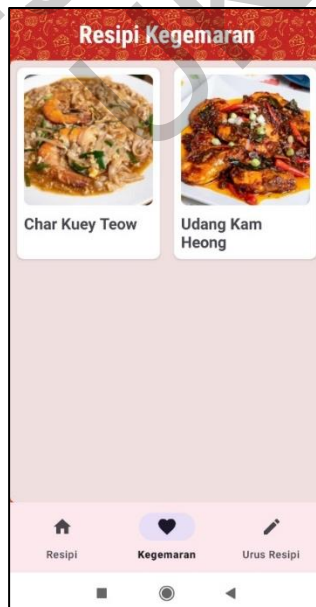 Resipi Kegemaran
Char Kuey Teow
Udang Kam
Heong
Resipi
Kegemaran
Urus Resipi